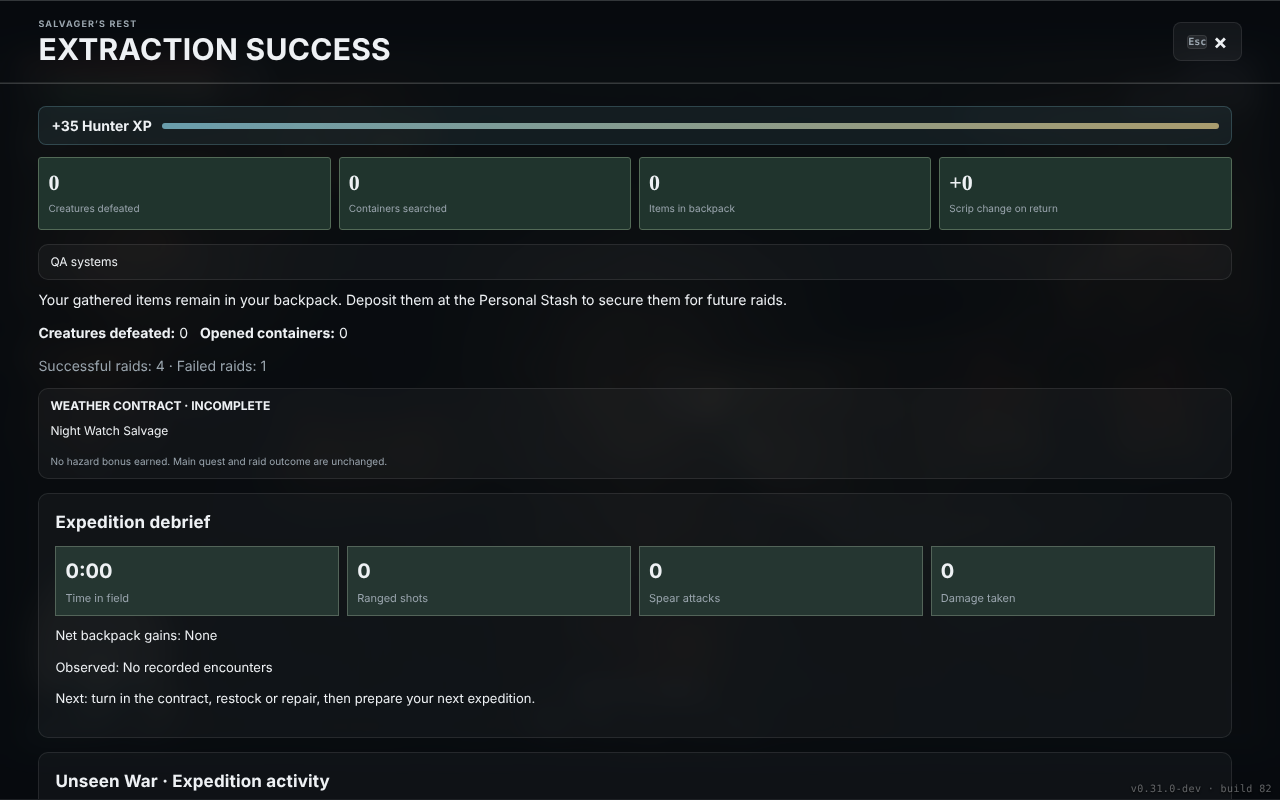 SALVAGER'S REST
EXTRACTION SUCCESS
Esc ×
+35 Hunter XP
0
Creatures defeated
0
Containers searched
0
Items in backpack
+0
Scrip change on return
QA systems
Your gathered items remain in your backpack. Deposit them at the Personal Stash to secure them for future raids.
Creatures defeated: 0 Opened containers: 0
Successful raids: 4 · Failed raids: 1
WEATHER CONTRACT · INCOMPLETE
Night Watch Salvage
No hazard bonus earned. Main quest and raid outcome are unchanged.
Expedition debrief
0:00
Time in field
0
Ranged shots
0
Spear attacks
0
Damage taken
Net backpack gains: None
Observed: No recorded encounters
Next: turn in the contract, restock or repair, then prepare your next expedition.
Unseen War · Expedition activity
v0.31.0-dev · build 82